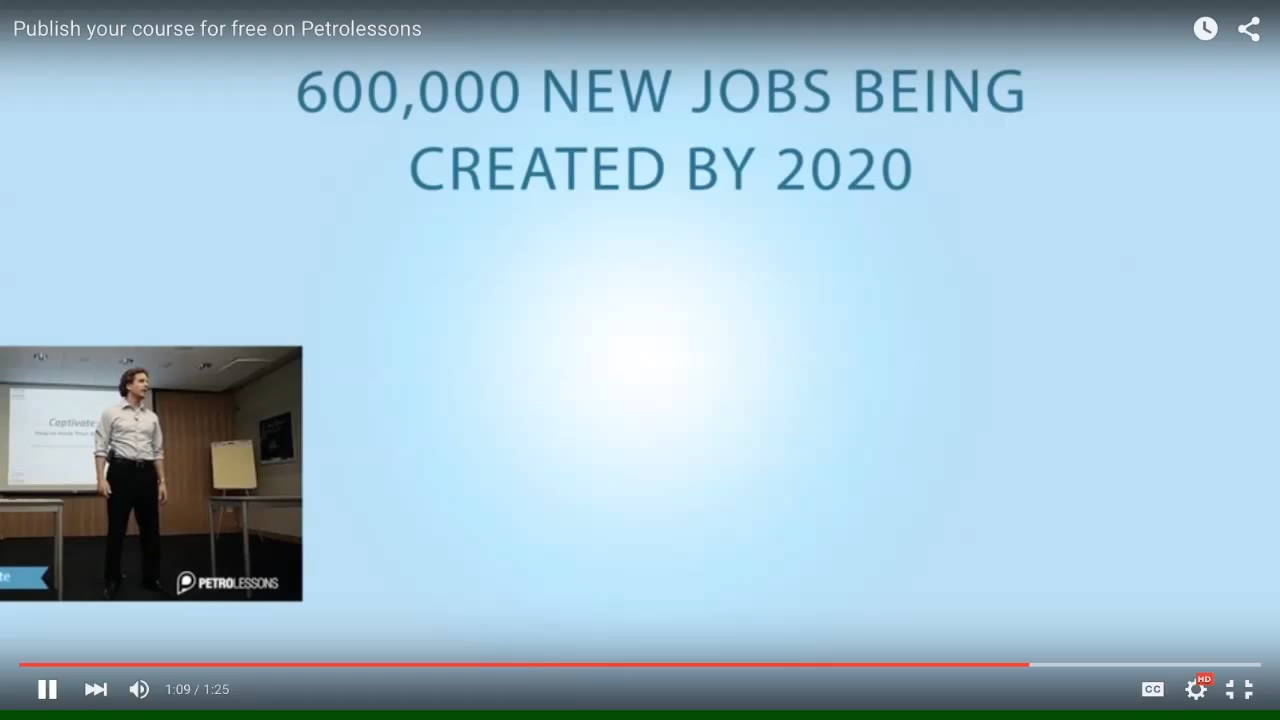 Publish your course for free on Petrolessons
600,000 NEW JOBS BEING
CREATED BY 2020
Captivate
te
PETROLESSONS
1:09 / 1:25
CC
HD